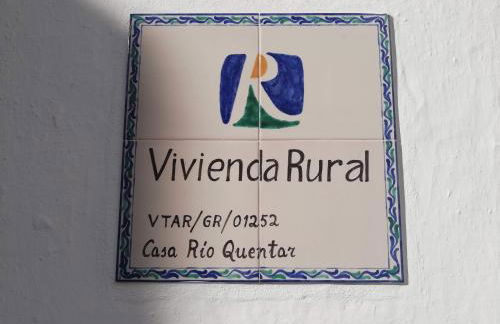 R
Vivienda Rural
VTAR/GR/01252
Casa Río Quentar